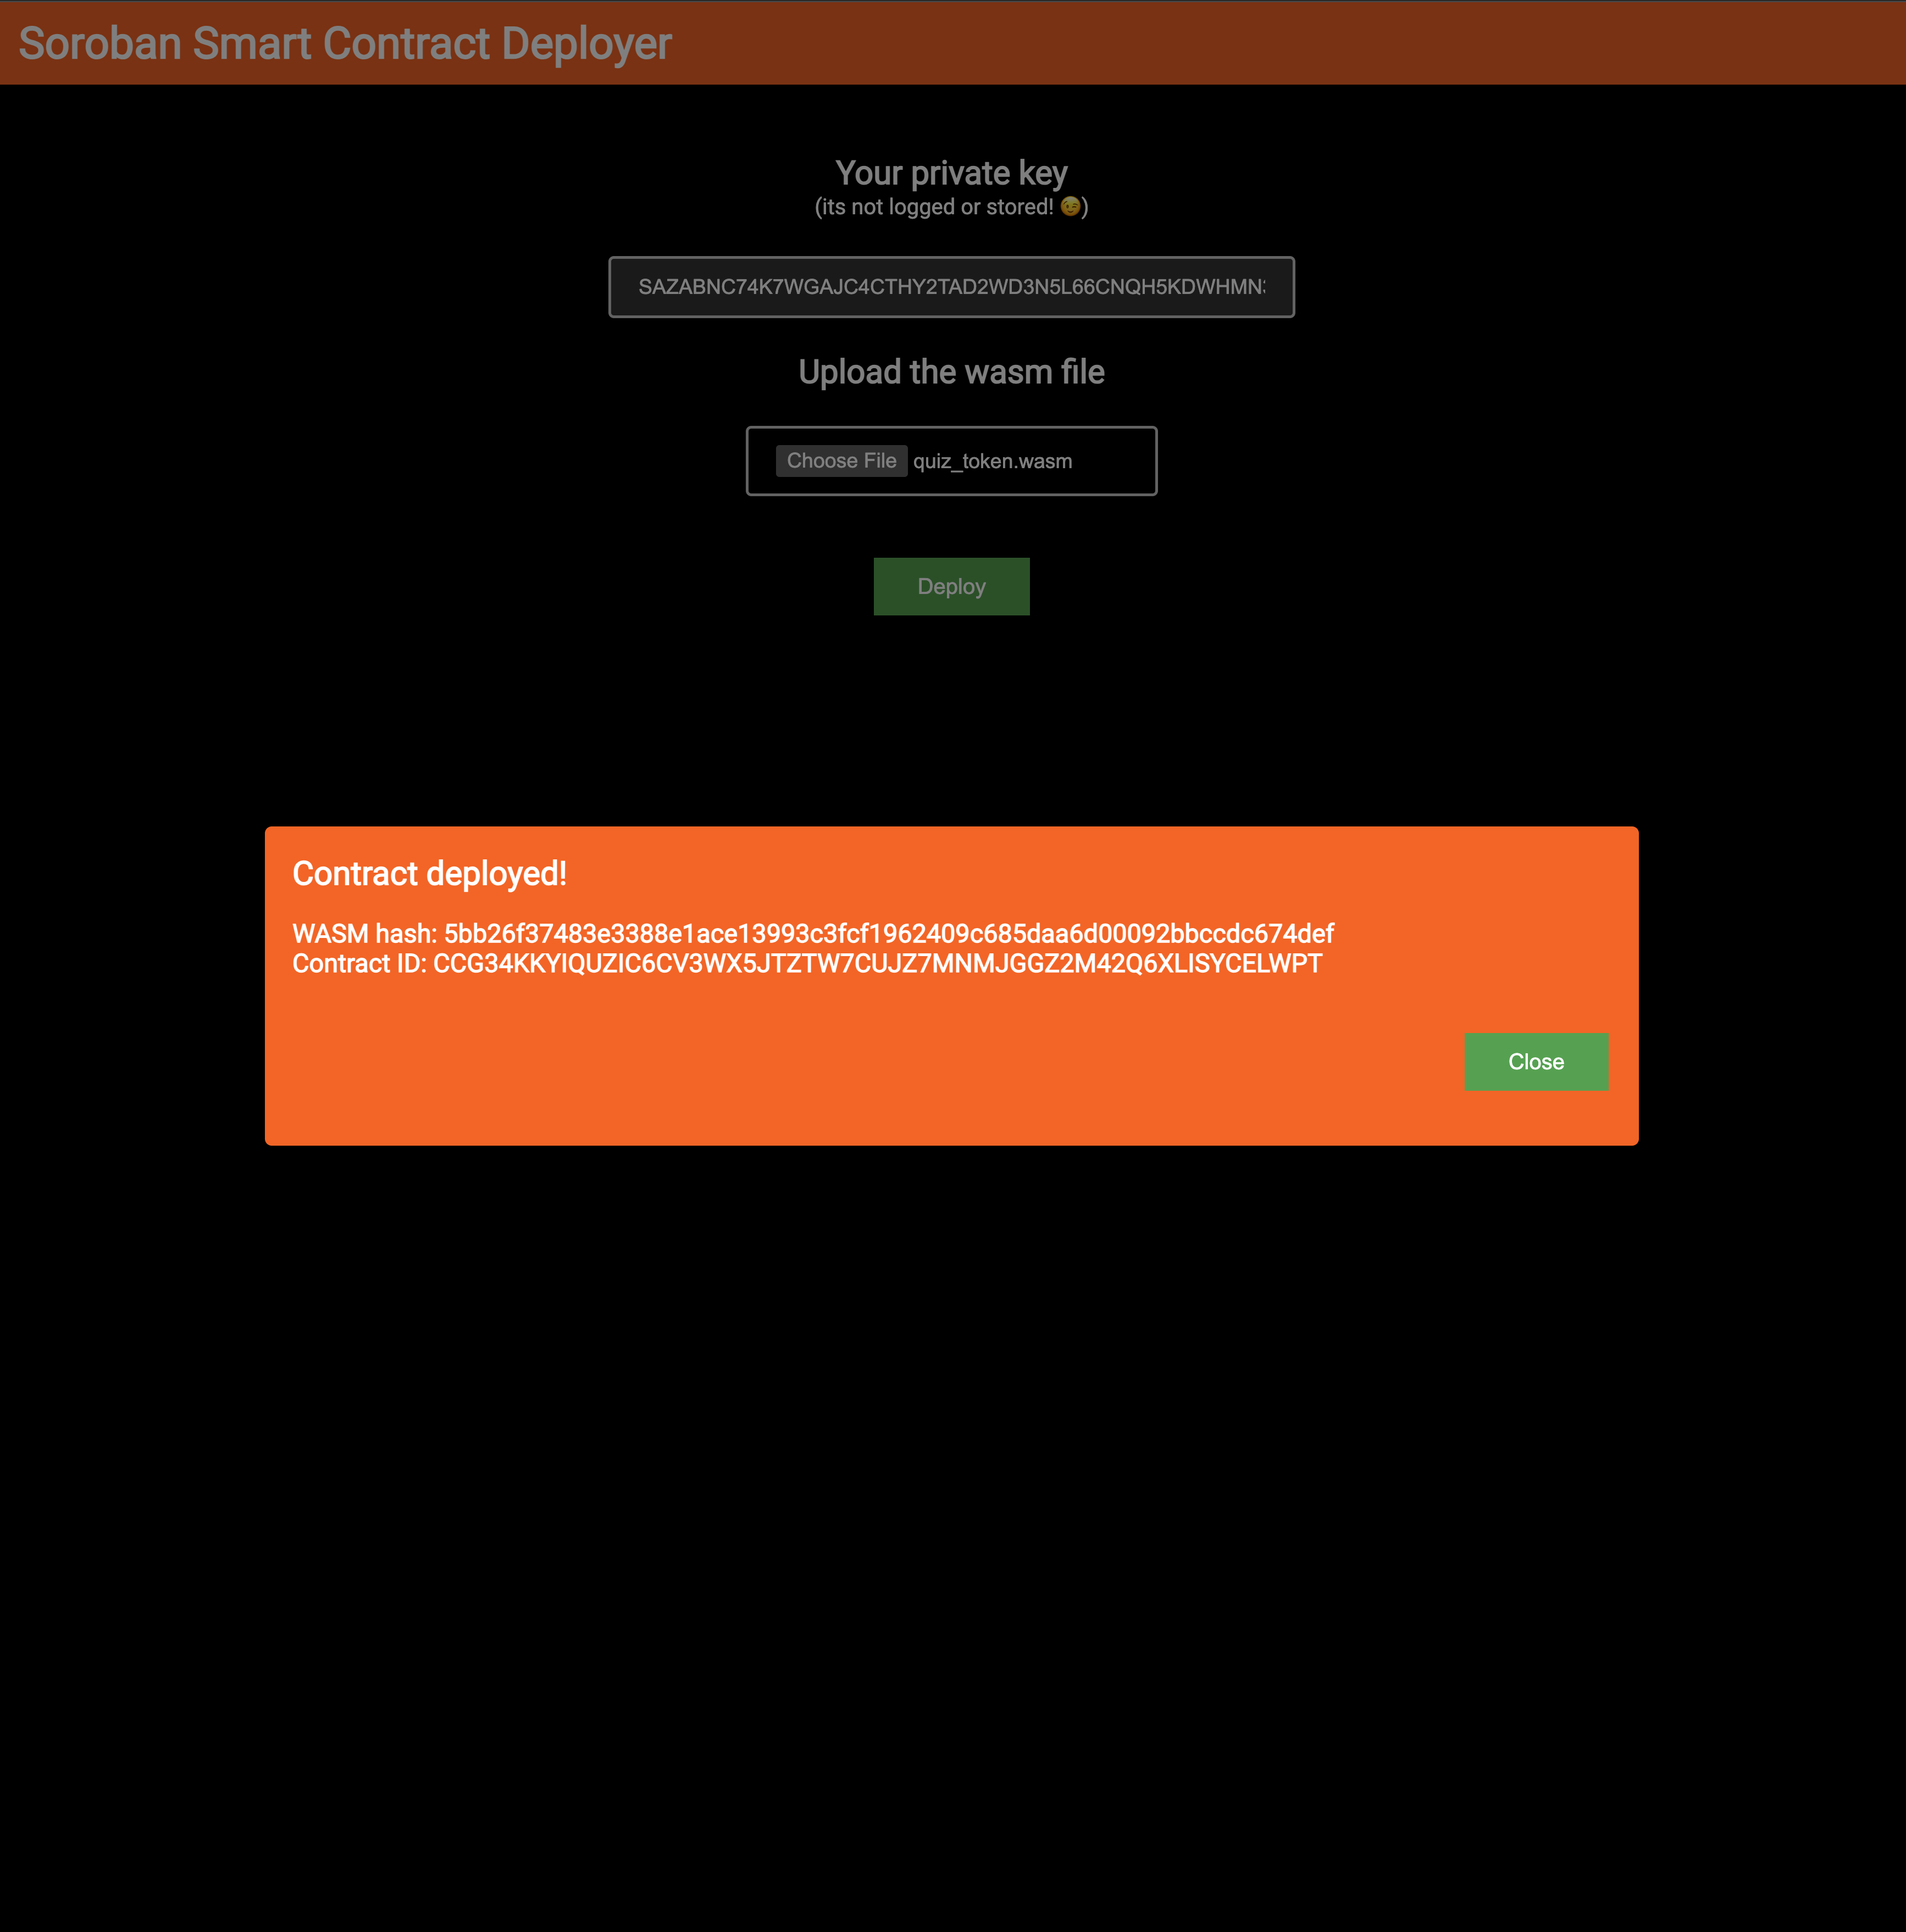 Soroban Smart Contract Deployer
Your private key
(its not logged or stored! 😉)
SAZABNC74K7WGAJC4CTHY2TAD2WD3N5L66CNQH5KDWHMN
Upload the wasm file
Choose File quiz_token.wasm
Deploy
Contract deployed!
WASM hash: 5bb26f37483e3388e1ace13993c3fcf1962409c685daa6d00092bbccdc674def
Contract ID: CCG34KKYIQUZIC6CV3WX5JTZTW7CUJZ7MNMJGGZ2M42Q6XLISYCELWPT
Close